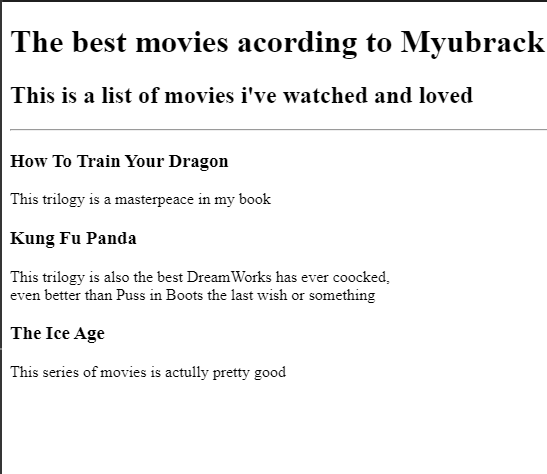 The best movies acording to Myubrack
This is a list of movies i've watched and loved
How To Train Your Dragon
This trilogy is a masterpeace in my book
Kung Fu Panda
This trilogy is also the best DreamWorks has ever coocked,
even better than Puss in Boots the last wish or something
The Ice Age
This series of movies is actully pretty good